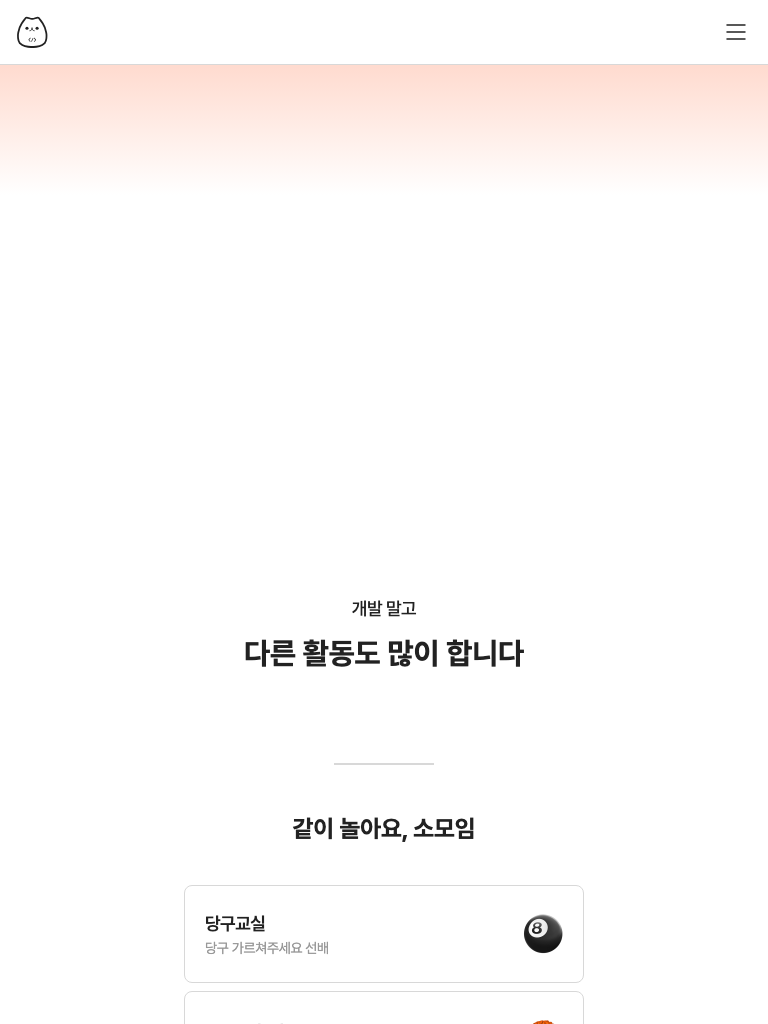 개발 말고
다른 활동도 많이 합니다
같이 놀아요, 소모임
당구교실
당구 가르쳐주세요 선배
8